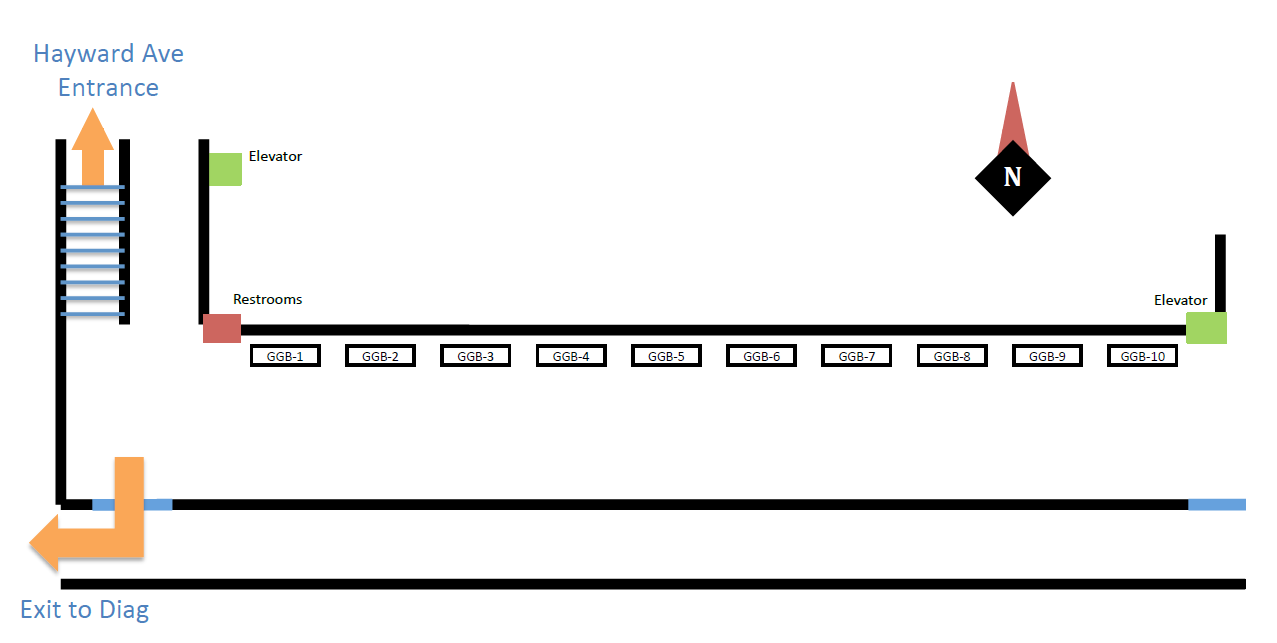 Hayward Ave
Entrance
Elevator
N
Restrooms
Elevator
GGB-1
GGB-2
GGB-3
GGB-4
GGB-5
GGB-6
GGB-7
GGB-8
GGB-9
GGB-10
Exit to Diag